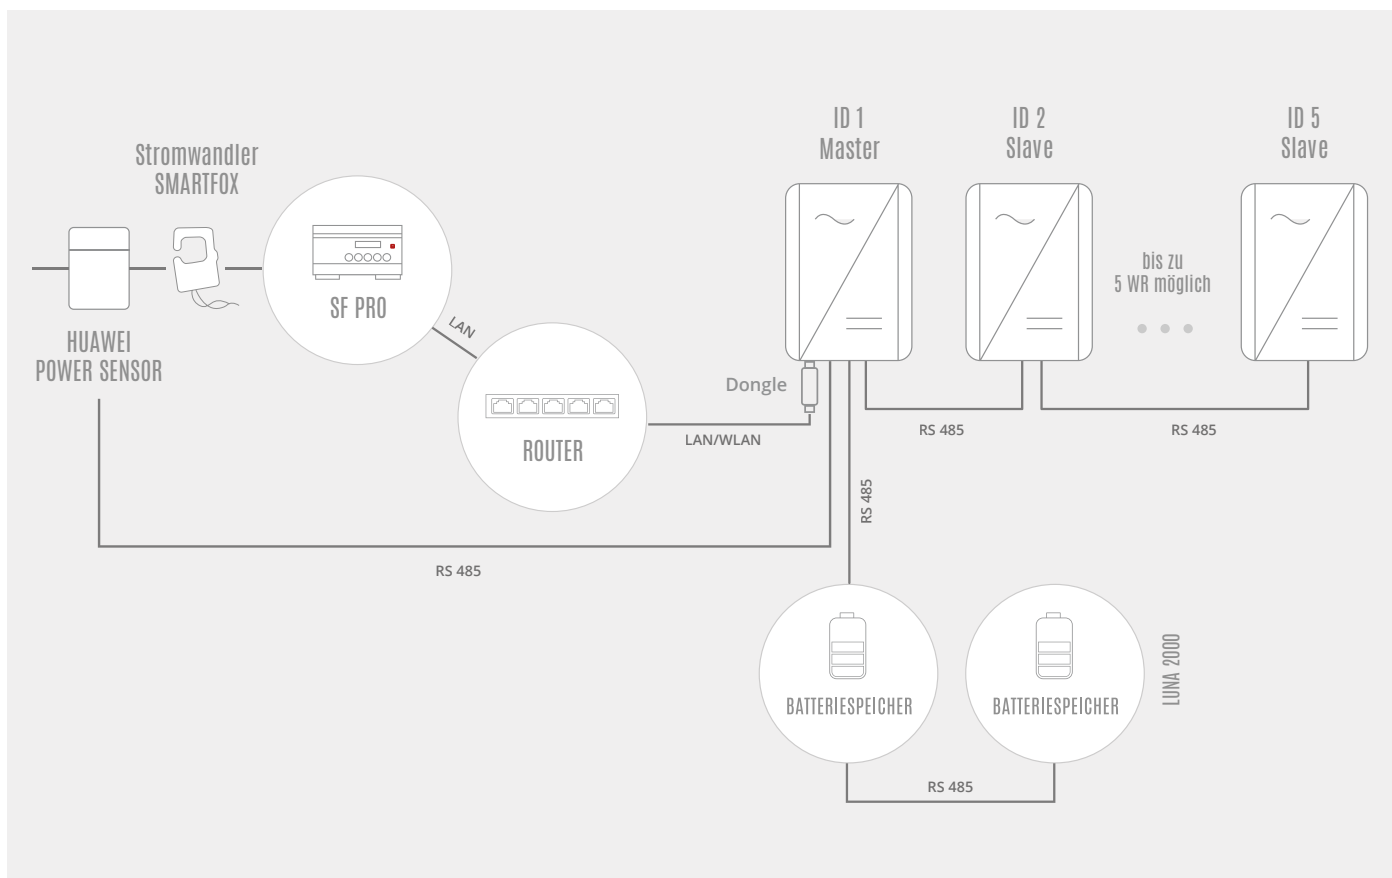 ID 1
Master
ID 2
Slave
ID 5
Slave
Stromwandler
SMARTFOX
SF PRO
bis zu
5 WR möglich
HUAWEI
POWER SENSOR
LAN
Dongle
ROUTER
LAN/WLAN
RS 485
RS 485
RS 485
RS 485
BATTERIESPEICHER
BATTERIESPEICHER
LUNA 2000
RS 485